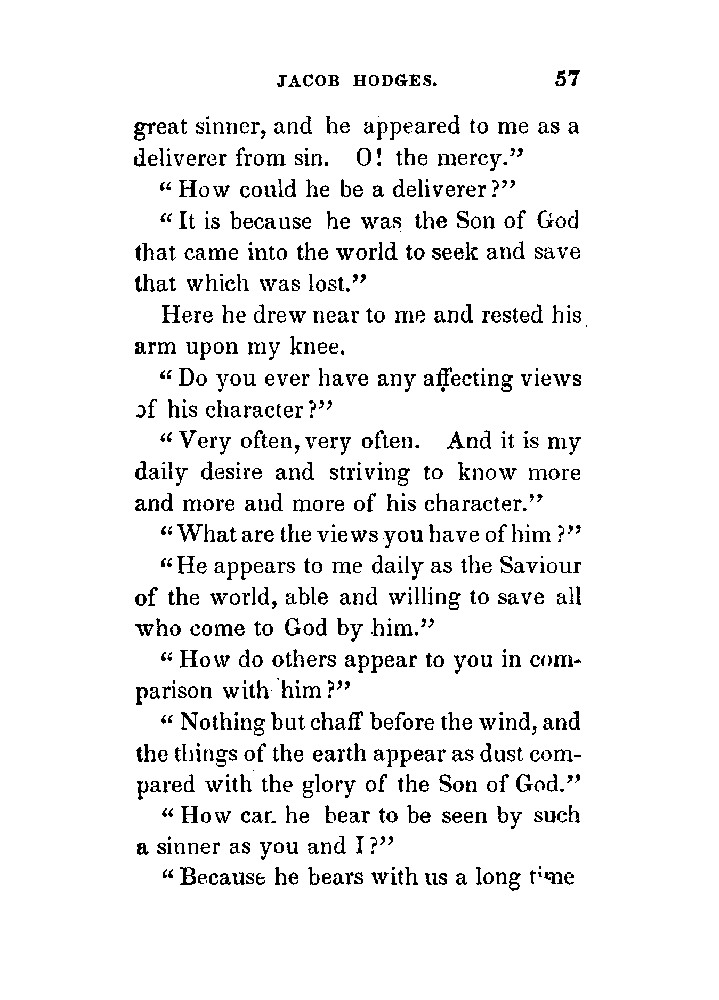 JACOB HODGES. 57
great sinner, and he appeared to me as a
deliverer from sin. O! the mercy.”
“ How could he be a deliverer?”
“ It is because he was the Son of God
that came into the world to seek and save
that which was lost.”
Here he drew near to me and rested his
arm upon my knee.
“ Do you ever have any affecting views
of his character?”
“ Very often, very often. And it is my
daily desire and striving to know more
and more and more of his character.”
“ What are the views you have of him ?”
“ He appears to me daily as the Saviour
of the world, able and willing to save all
who come to God by him.”
“ How do others appear to you in com-
parison with him?”
“ Nothing but chaff before the wind, and
the things of the earth appear as dust com-
pared with the glory of the Son of God.”
“ How can he bear to be seen by such
a sinner as you and I?”
“ Because he bears with us a long time